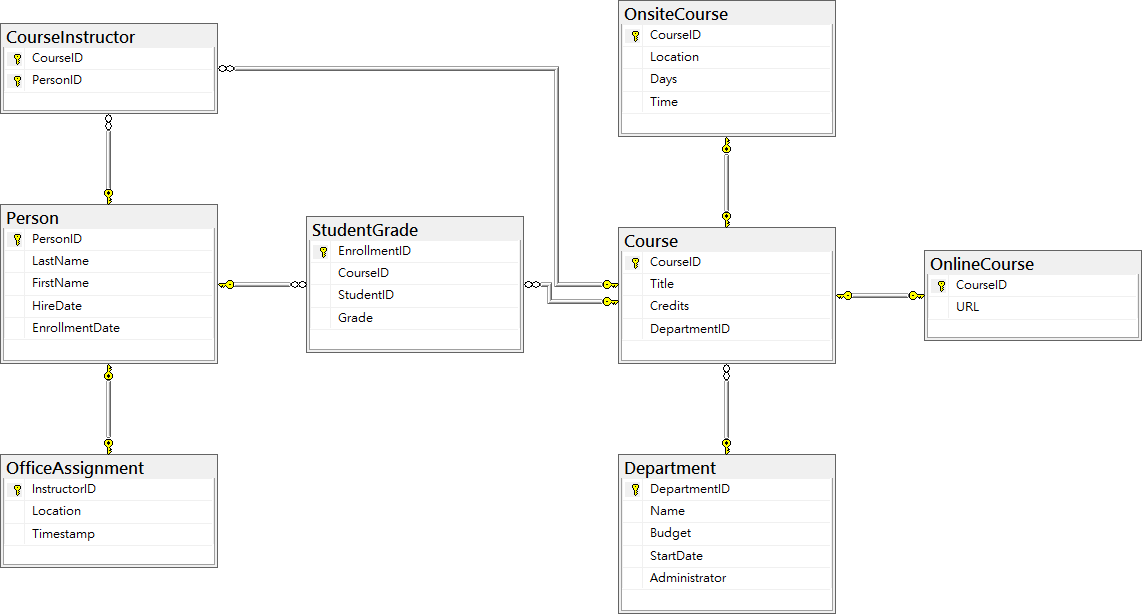 CourseInstructor
CourseID
PersonID
OnsiteCourse
CourseID
Location
Days
Time
Person
PersonID
LastName
FirstName
HireDate
EnrollmentDate
StudentGrade
EnrollmentID
CourseID
StudentID
Grade
Course
CourseID
Title
Credits
DepartmentID
OnlineCourse
CourseID
URL
OfficeAssignment
InstructorID
Location
Timestamp
Department
DepartmentID
Name
Budget
StartDate
Administrator